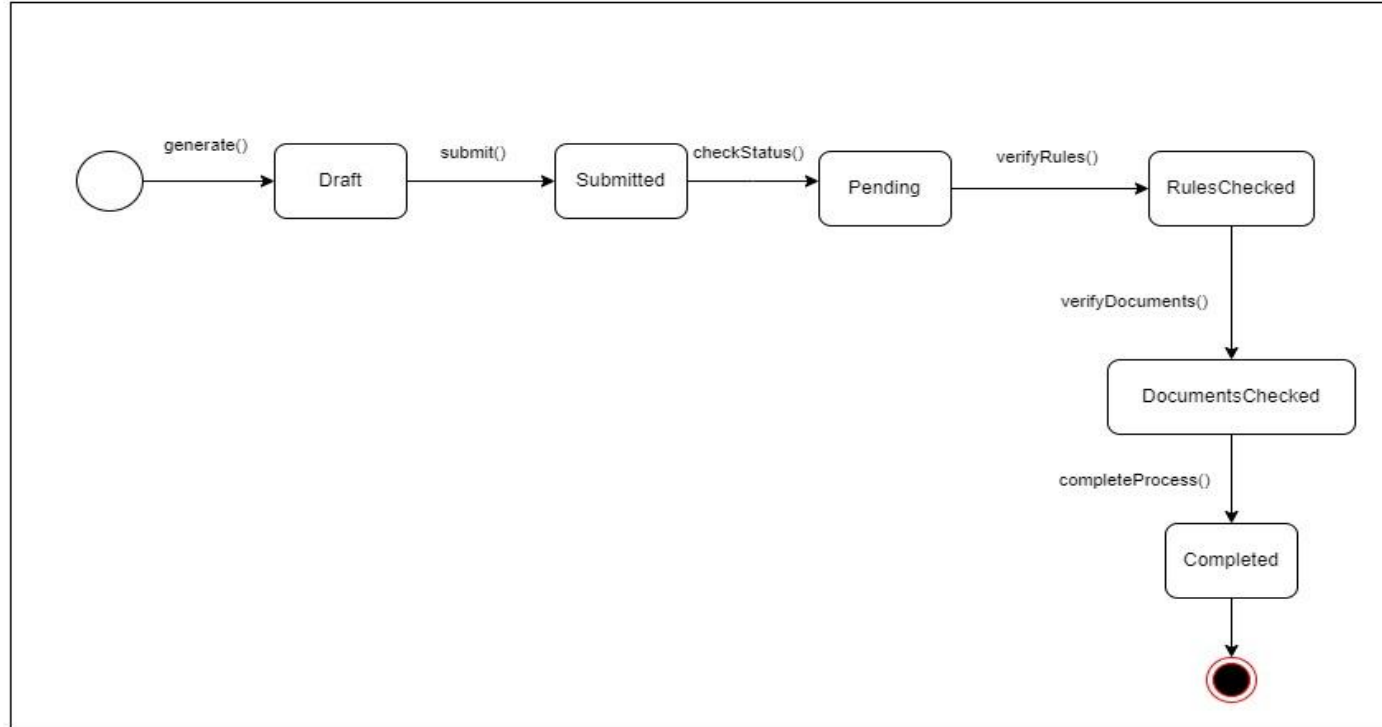 generate()
Draft
submit()
Submitted
checkStatus()
Pending
verifyRules()
RulesChecked
verifyDocuments()
DocumentsChecked
completeProcess()
Completed